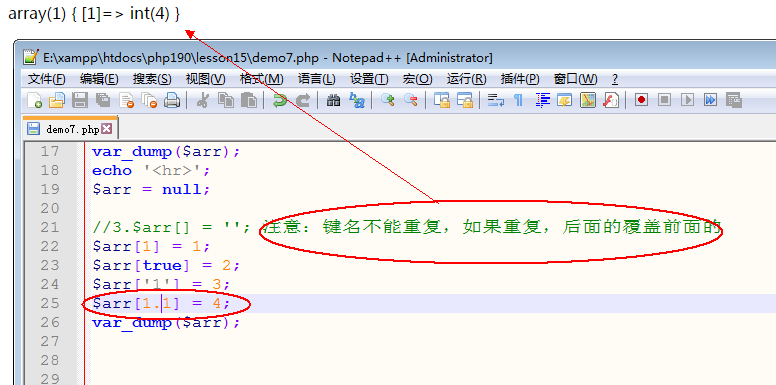 array(1) { [1]=> int(4) }
E:\xampp\htdocs\php190\lesson15\demo7.php - Notepad++ [Administrator]
文件(F) 编辑(E) 搜索(S) 视图(V) 格式(M) 语言(L) 设置(T) 宏(O) 运行(R) 插件(P) 窗口(W) ?
demo7.php
17 var_dump($arr);
18 echo '<hr>';
19 $arr = null;
20
21 //3.$arr[] = ''; 注意：键名不能重复，如果重复，后面的覆盖前面的
22 $arr[1] = 1;
23 $arr[true] = 2;
24 $arr['1'] = 3;
25 $arr[1.1] = 4;
26 var_dump($arr);
27
28
29